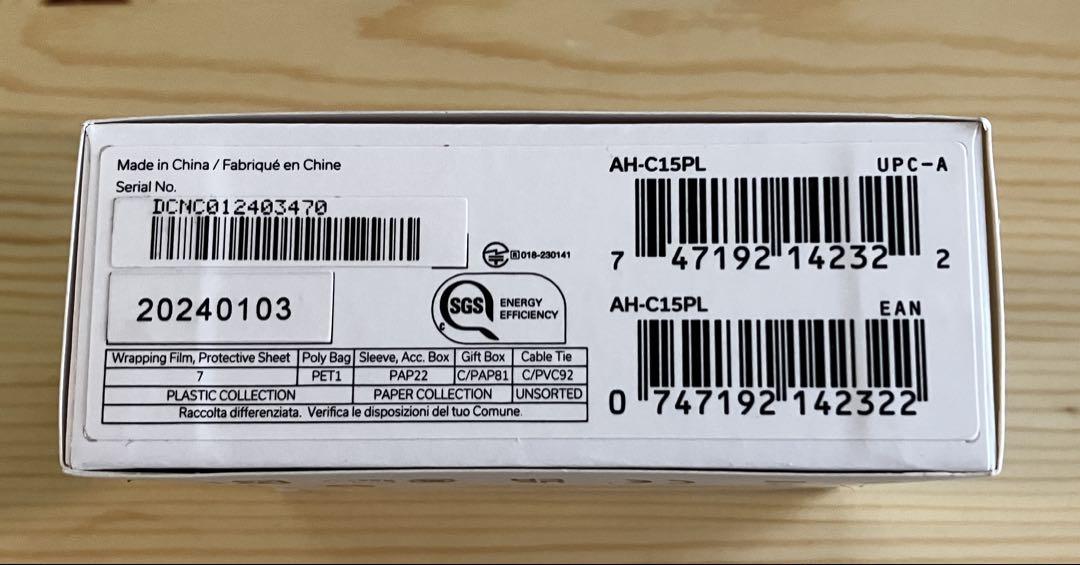 Made in China / Fabriqué en Chine
Serial No.
DCNC012403470
R 018-230141
20240103
SGS ENERGY EFFICIENCY
C
Wrapping Film, Protective Sheet Poly Bag Sleeve, Acc. Box Gift Box Cable Tie
7 PET1 PAP22 C/PAP81 C/PVC92
PLASTIC COLLECTION PAPER COLLECTION UNSORTED
Raccolta differenziata. Verifica le disposizioni del tuo Comune.
AH-C15PL UPC-A
7 47192 14232 2
AH-C15PL EAN
0 747192 142322